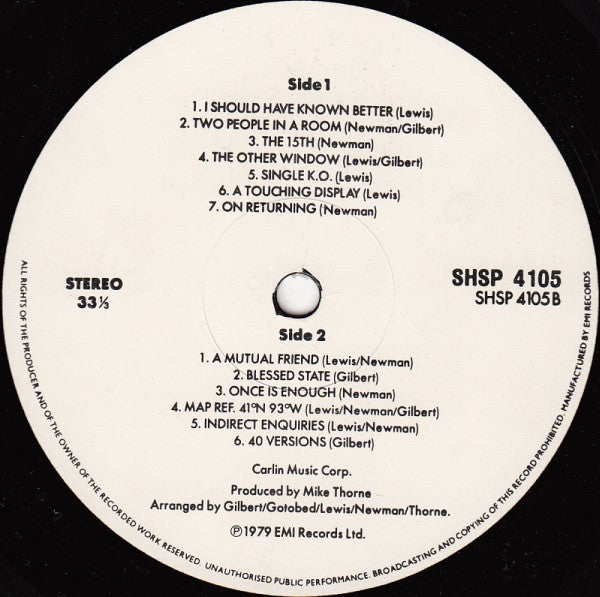 Side 1
1. I SHOULD HAVE KNOWN BETTER (Lewis)
2. TWO PEOPLE IN A ROOM (Newman/Gilbert)
3. THE 15TH (Newman)
4. THE OTHER WINDOW (Lewis/Gilbert)
5. SINGLE K.O. (Lewis)
6. A TOUCHING DISPLAY (Lewis)
7. ON RETURNING (Newman)
STEREO
33⅓
SHSP 4105
SHSP 4105 B
Side 2
1. A MUTUAL FRIEND (Lewis/Newman)
2. BLESSED STATE (Gilbert)
3. ONCE IS ENOUGH (Newman)
4. MAP REF. 41ºN 93ºW (Lewis/Newman/Gilbert)
5. INDIRECT ENQUIRIES (Lewis/Newman)
6. 40 VERSIONS (Gilbert)
Carlin Music Corp.
Produced by Mike Thorne
Arranged by Gilbert/Gotobed/Lewis/Newman/Thorne.
℗1979 EMI Records Ltd.
ALL RIGHTS OF THE PRODUCER AND OF THE OWNER OF THE RECORDED WORK RESERVED. UNAUTHORISED PUBLIC PERFORMANCE. BROADCASTING AND COPYING OF THIS RECORD PROHIBITED. MANUFACTURED BY EMI RECORDS